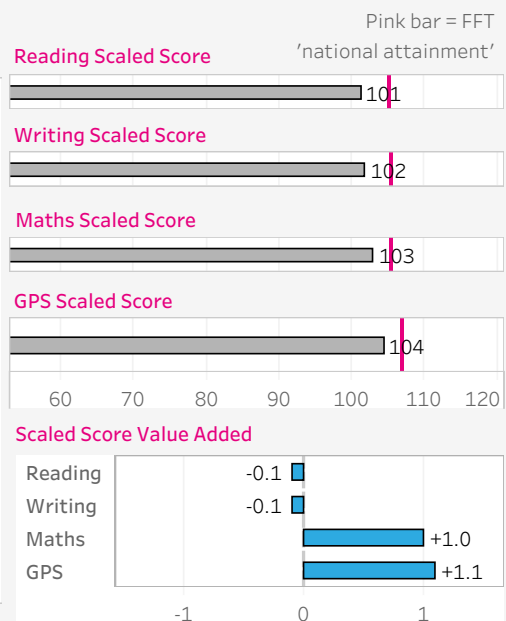 Pink bar = FFT
'national attainment'
Reading Scaled Score
101
Writing Scaled Score
102
Maths Scaled Score
103
GPS Scaled Score
104
60 70 80 90 100 110 120
Scaled Score Value Added
Reading -0.1
Writing -0.1
Maths +1.0
GPS +1.1
-1 0 1